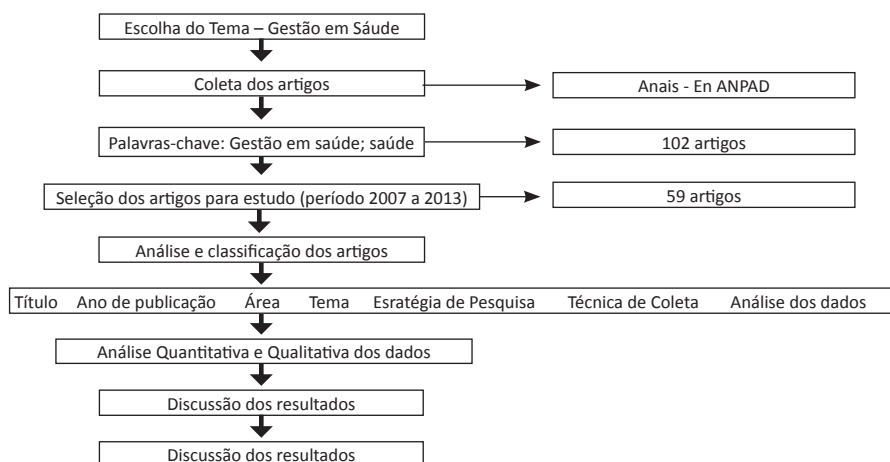 Escolha do Tema – Gestão em Sáude
Coleta dos artigos
Anais - En ANPAD
Palavras-chave: Gestão em saúde; saúde
102 artigos
Seleção dos artigos para estudo (período 2007 a 2013)
59 artigos
Análise e classificação dos artigos
Título Ano de publicação Área Tema Esratégia de Pesquisa Técnica de Coleta Análise dos dados
Análise Quantitativa e Qualitativa dos dados
Discussão dos resultados
Discussão dos resultados